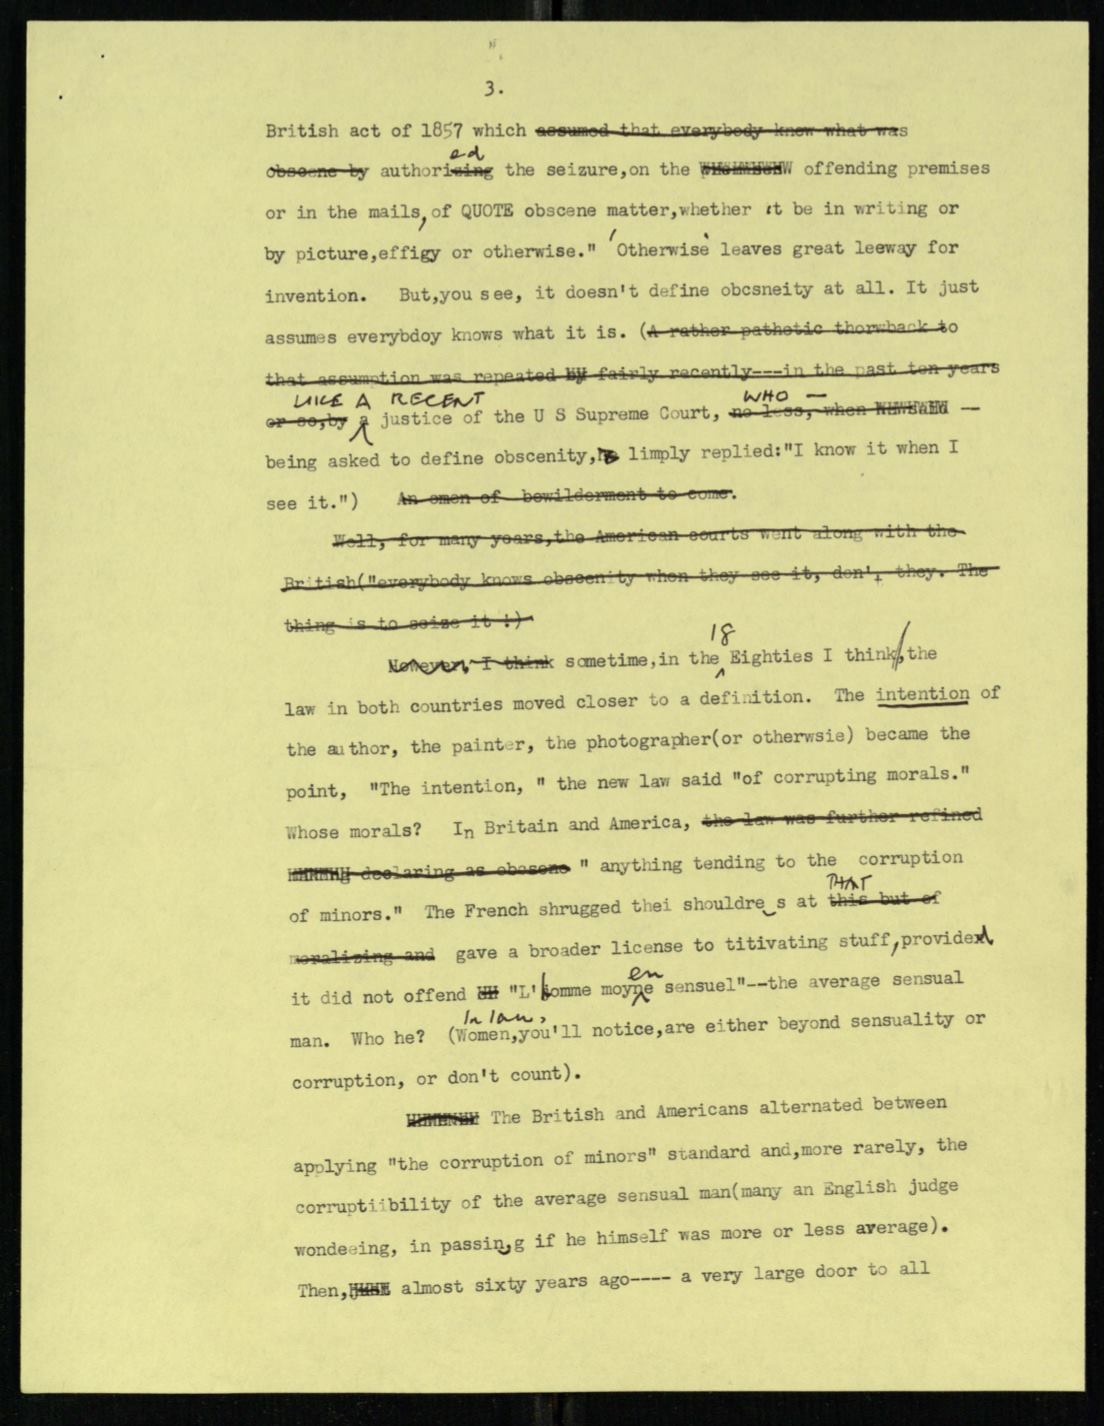 3.
British act of 1857 which assumed that everybody knew what was
ed
obscene by authorizing the seizure,on the offending premises
or in the mails,of QUOTE obscene matter,whether it be in writing or
by picture,effigy or otherwise." 'Otherwise' leaves great leeway for
invention. But,you see, it doesn't define obcsneity at all. It just
assumes everybdoy knows what it is. (A rather pathetic thorwback to
that assumption was repeated fairly recently---in the past ten years
LIKE A RECENT WHO —
or so,by a justice of the U S Supreme Court, no less, when —
being asked to define obscenity, limply replied:"I know it when I
see it.") An omen of bewilderment to come.
Well, for many years,the American courts went along with the
British("everybody knows obscenity when they see it, don't they. The
thing is to seize it !)
18
However, I think sometime,in the Eighties I think,the
law in both countries moved closer to a definition. The intention of
the author, the painter, the photographer(or otherwsie) became the
point, "The intention, " the new law said "of corrupting morals."
Whose morals? In Britain and America, the law was further refined
declaring as obscene " anything tending to the corruption
THAT
of minors." The French shrugged thei shouldre s at this but of
moralizing and gave a broader license to titivating stuff,provided
en
it did not offend "L'homme moyne sensuel"--the average sensual
In law,
man. Who he? (Women,you'll notice,are either beyond sensuality or
corruption, or don't count).
The British and Americans alternated between
applying "the corruption of minors" standard and,more rarely, the
corruptiibility of the average sensual man(many an English judge
wondeeing, in passin,g if he himself was more or less average).
Then, almost sixty years ago---- a very large door to all